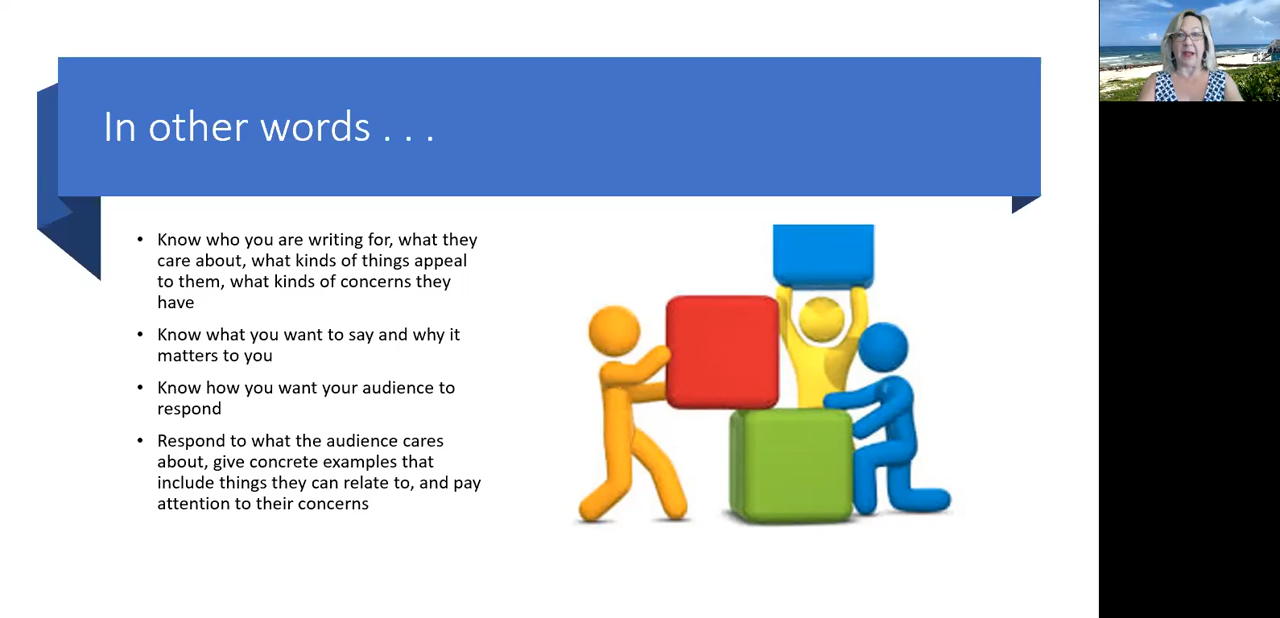 In other words . . .
• Know who you are writing for, what they
care about, what kinds of things appeal
to them, what kinds of concerns they
have
• Know what you want to say and why it
matters to you
• Know how you want your audience to
respond
• Respond to what the audience cares
about, give concrete examples that
include things they can relate to, and pay
attention to their concerns